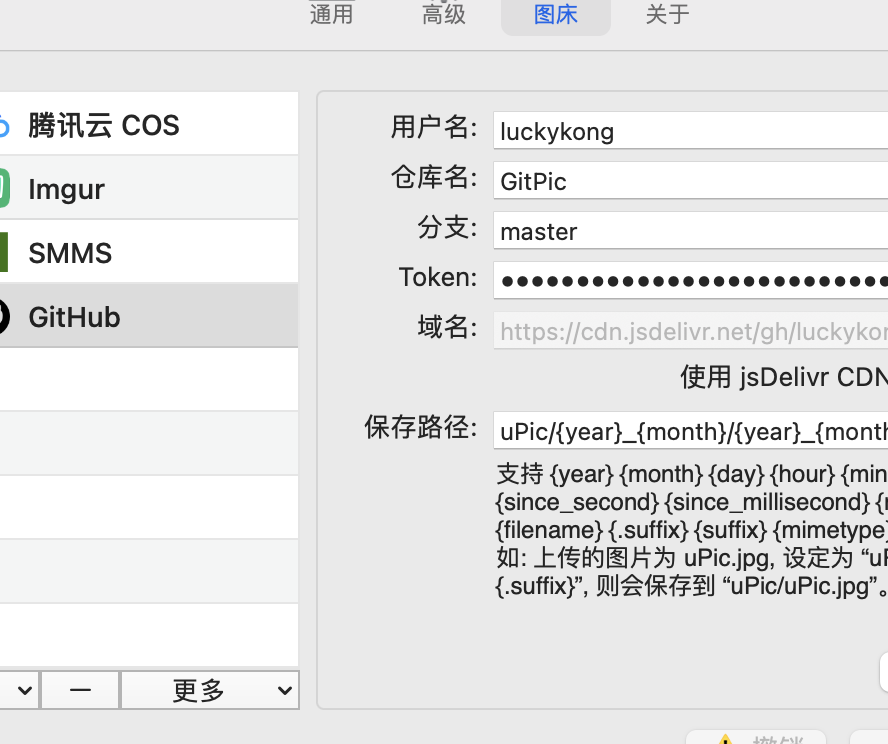 通用 高级 图床 关于
腾讯云 COS
Imgur
SMMS
GitHub
更多
用户名: luckykong
仓库名: GitPic
分支: master
Token: ●●●●●●●●●●●●●●●●●●●●●●●●●●
域名: https://cdn.jsdelivr.net/gh/luckykon
使用 jsDelivr CDN
保存路径: uPic/{year}_{month}/{year}_{month
支持 {year} {month} {day} {hour} {min
{since_second} {since_millisecond} {
{filename} {.suffix} {suffix} {mimetype}
如: 上传的图片为 uPic.jpg, 设定为 “uP
{.suffix}”, 则会保存到 “uPic/uPic.jpg”。
撤销